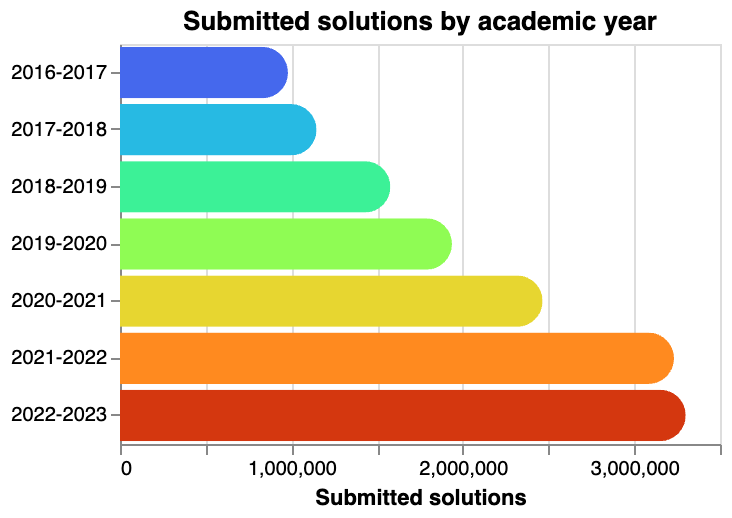 Submitted solutions by academic year
2016-2017
2017-2018
2018-2019
2019-2020
2020-2021
2021-2022
2022-2023
0 1,000,000 2,000,000 3,000,000
Submitted solutions